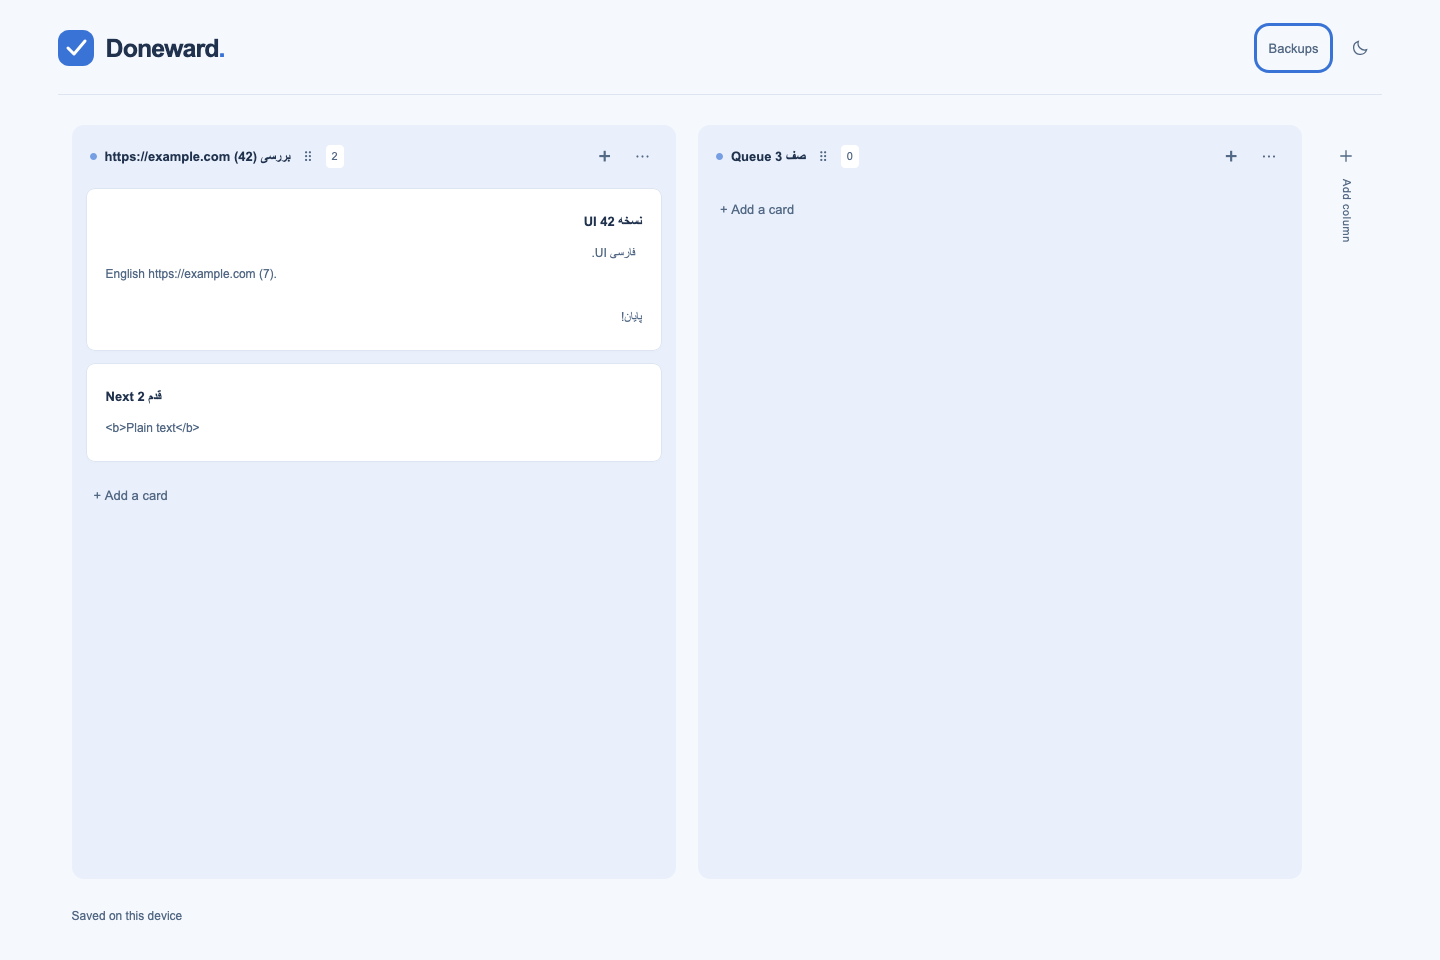 Doneward.
Backups
https://example.com (42) بررسی
2
+
...
نسخه 42 UI
فارسی UI.
English https://example.com (7).
پایان!
Next 2 قدم
<b>Plain text</b>
+ Add a card
Queue 3 صف
0
+
...
+ Add a card
+
Add column
Saved on this device